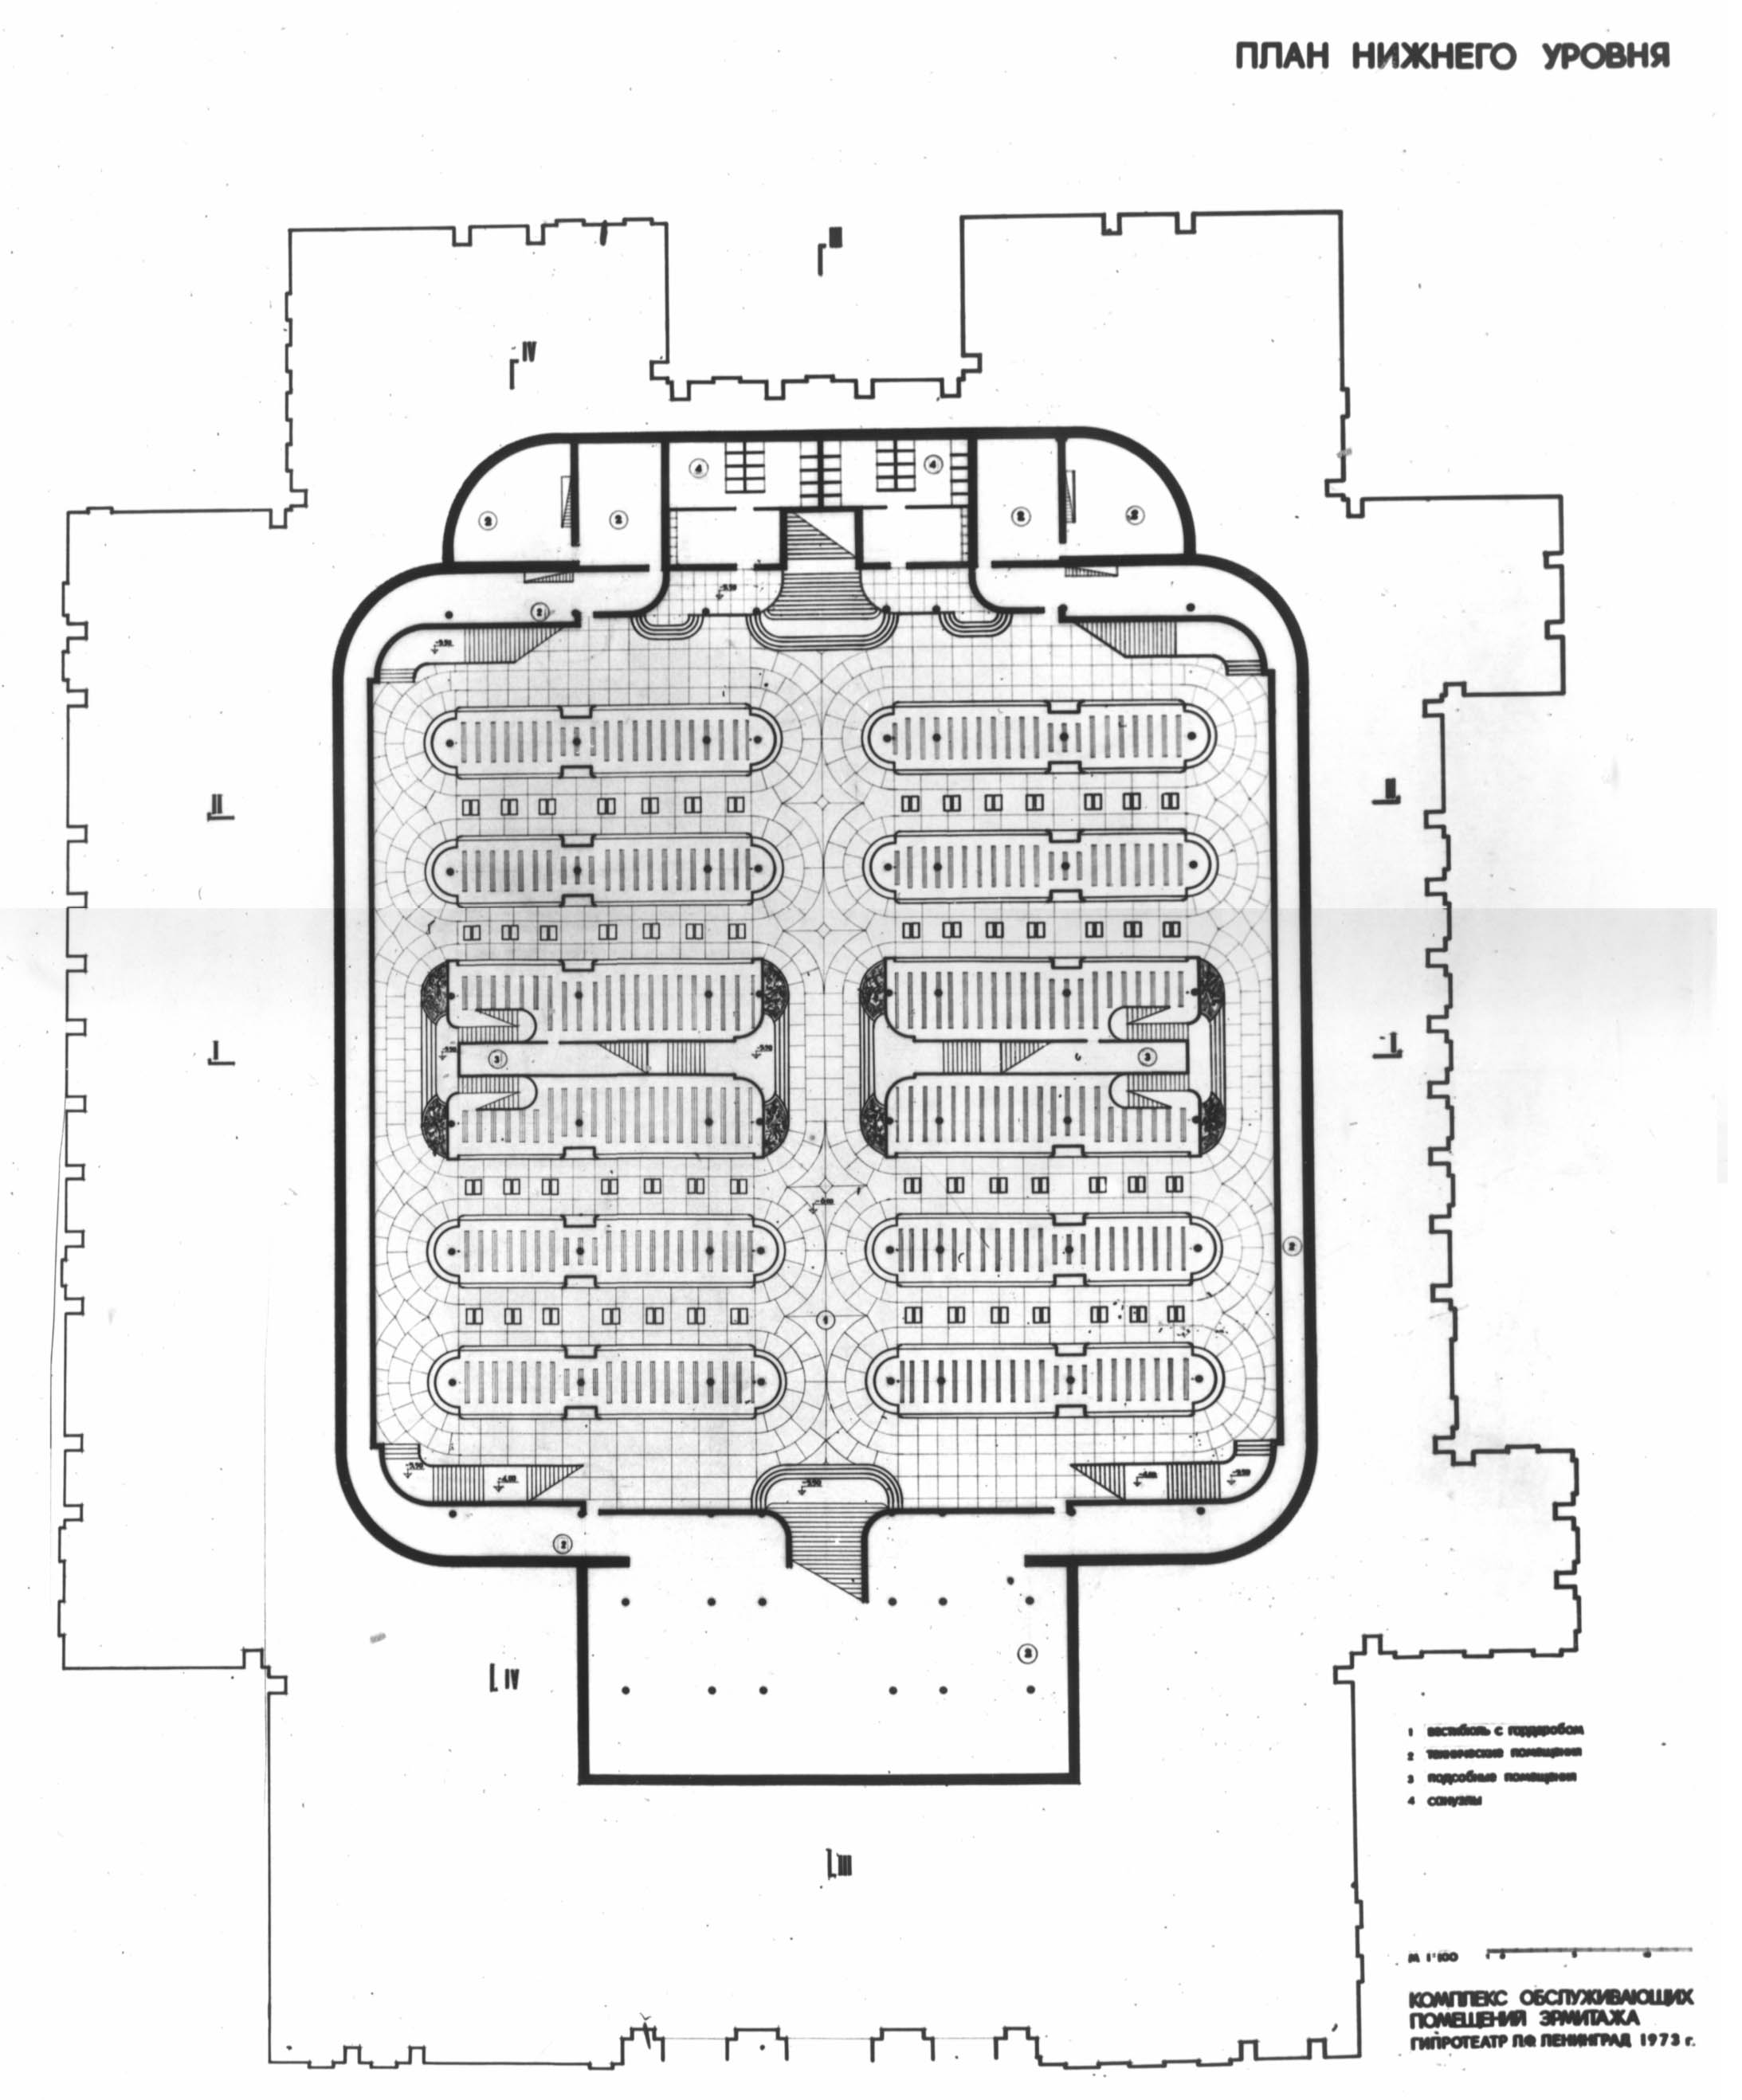 ПЛАН НИЖНЕГО УРОВНЯ
III
IV
4
4
2
2
2
2
2
II
II
3
3
I
I
2
1
2
2
IV
III
1 вестибюль с гардеробом
2 технические помещения
3 подсобные помещения
4 санузлы
М 1:100
КОМПЛЕКС ОБСЛУЖИВАЮЩИХ
ПОМЕЩЕНИЙ ЭРМИТАЖА
ГИПРОТЕАТР ЛФ ЛЕНИНГРАД 1973 г.